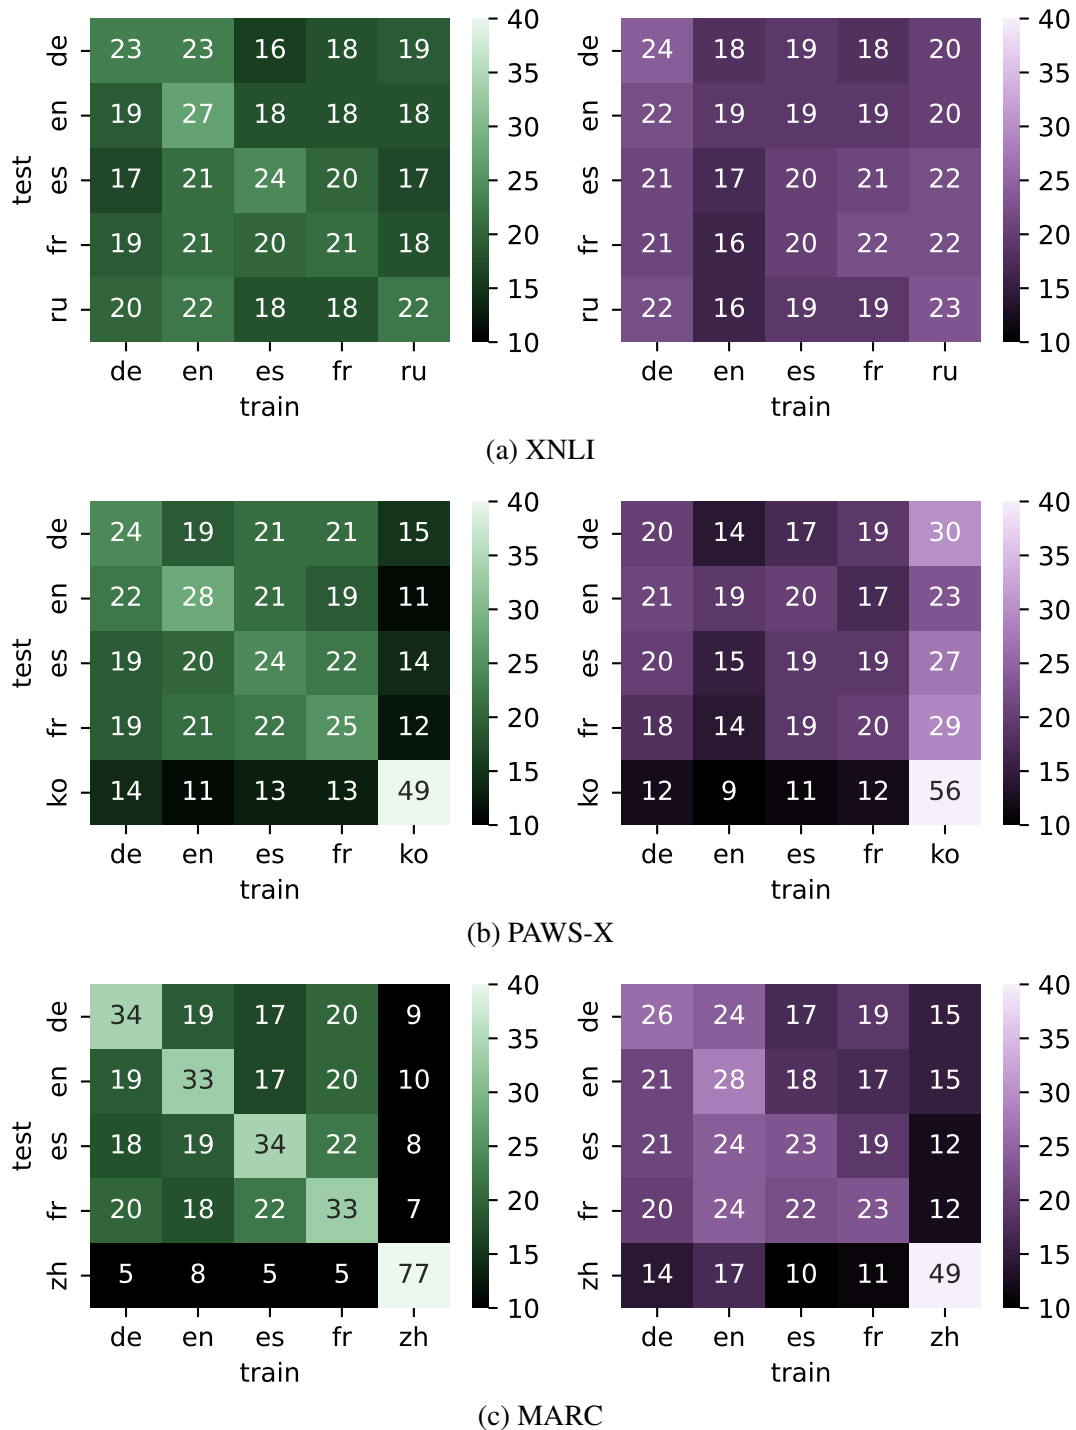 de 23 23 16 18 19
en 19 27 18 18 18
es 17 21 24 20 17
fr 19 21 20 21 18
ru 20 22 18 18 22
test
de en es fr ru
train
40
35
30
25
20
15
10
de 24 18 19 18 20
en 22 19 19 19 20
es 21 17 20 21 22
fr 21 16 20 22 22
ru 22 16 19 19 23
de en es fr ru
train
40
35
30
25
20
15
10
(a) XNLI
de 24 19 21 21 15
en 22 28 21 19 11
es 19 20 24 22 14
fr 19 21 22 25 12
ko 14 11 13 13 49
test
de en es fr ko
train
40
35
30
25
20
15
10
de 20 14 17 19 30
en 21 19 20 17 23
es 20 15 19 19 27
fr 18 14 19 20 29
ko 12 9 11 12 56
de en es fr ko
train
40
35
30
25
20
15
10
(b) PAWS-X
de 34 19 17 20 9
en 19 33 17 20 10
es 18 19 34 22 8
fr 20 18 22 33 7
zh 5 8 5 5 77
test
de en es fr zh
train
40
35
30
25
20
15
10
de 26 24 17 19 15
en 21 28 18 17 15
es 21 24 23 19 12
fr 20 24 22 23 12
zh 14 17 10 11 49
de en es fr zh
train
40
35
30
25
20
15
10
(c) MARC